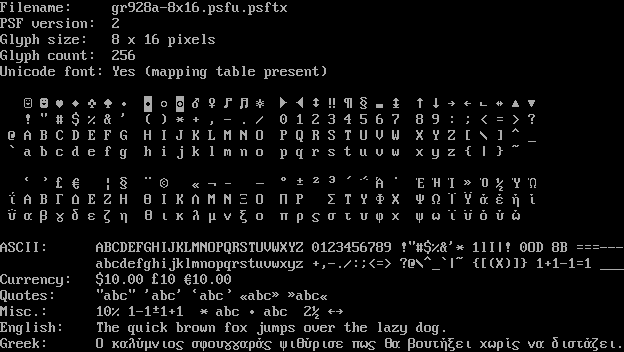 Filename:    gr928a-8x16.psfu.psftx
PSF version: 2
Glyph size:  8 x 16 pixels
Glyph count: 256
Unicode font: Yes (mapping table present)
☺ ☻ ♥ ♦ ♣ ♠ • ◘ ○ ◙ ♂ ♀ ♪ ♫ ☼ ► ◄ ↕ ‼ ¶ § ▬ ↨ ↑ ↓ → ← ∟ ↔ ▲ ▼
! " # $ % & ' ( ) * + , - . / 0 1 2 3 4 5 6 7 8 9 : ; < = > ?
@ A B C D E F G H I J K L M N O P Q R S T U V W X Y Z [ \ ] ^ _
` a b c d e f g h i j k l m n o p q r s t u v w x y z { | } ~
‘ ’ £ € ¦ § ¨ © « ¬ - ― ° ± ² ³ ΄ ΅ Ά · Έ Ή Ί » Ό ½ Ύ Ώ
ΐ Α Β Γ Δ Ε Ζ Η Θ Ι Κ Λ Μ Ν Ξ Ο Π Ρ Σ Τ Υ Φ Χ Ψ Ω Ϊ Ϋ ά έ ή ί
ΰ α β γ δ ε ζ η θ ι κ λ μ ν ξ ο π ρ ς σ τ υ φ χ ψ ω ϊ ϋ ό ύ ώ
ASCII:       ABCDEFGHIJKLMNOPQRSTUVWXYZ 0123456789 !"#$%&'* 1lI|! 0OD 8B ===---
abcdefghijklmnopqrstuvwxyz +,-./:;<=> ?@\^_`|~ {[(X)]} 1+1-1=1 ___
Currency:    $10.00 £10 €10.00
Quotes:      "abc" 'abc' ‘abc’ «abc» »abc«
Misc.:       10% 1-1±1+1  * abc • abc  2½ ↔
English:     The quick brown fox jumps over the lazy dog.
Greek:       Ο καλύμνιος σφουγγαράς ψιθύρισε πως θα βουτήξει χωρίς να διστάζει.